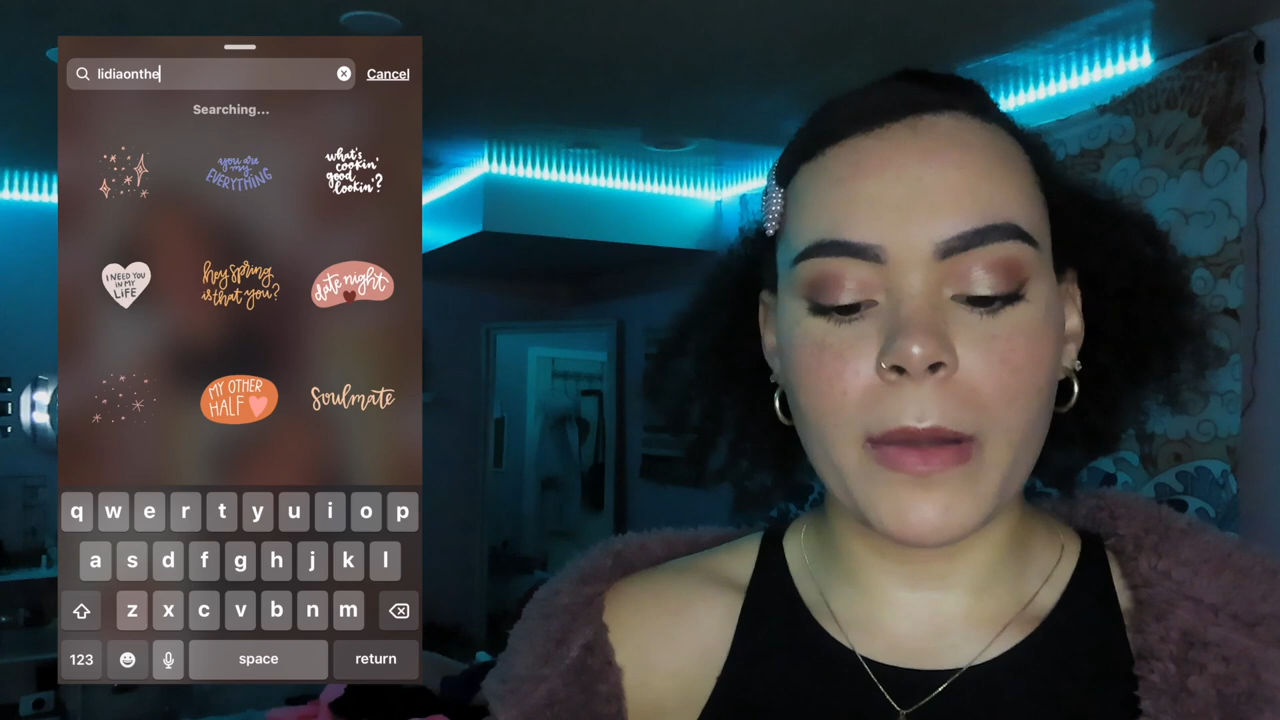 lidiaonthe
Cancel
Searching...
you are
my
EVERYTHING
what's
cookin'
good
lookin'?
I NEED YOU
IN MY
LIFE
hey spring
is that you?
date night
MY OTHER
HALF
Soulmate
q w e r t y u i o p
a s d f g h j k l
z x c v b n m
123
space
return